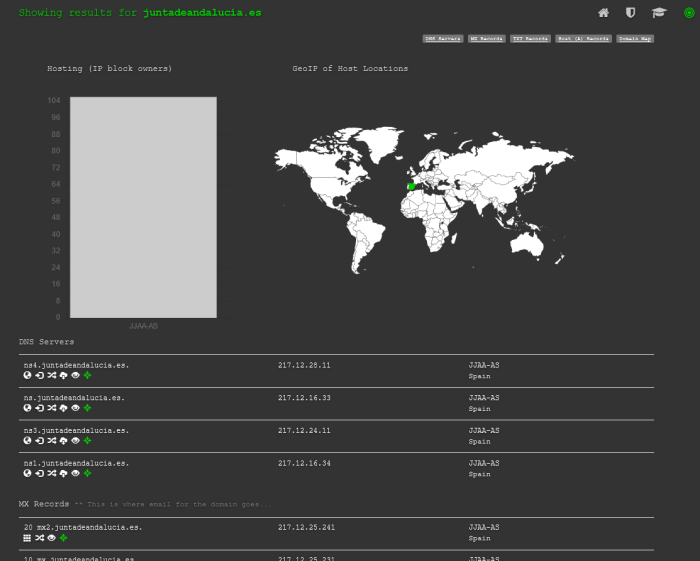 Showing results for juntadeandalucia.es
DNS Servers MX Records TXT Records Host (A) Records Domain Map
Hosting (IP block owners) GeoIP of Host Locations
104
96
88
80
72
64
56
48
40
32
24
16
8
0
JJAA-AS
DNS Servers
ns4.juntadeandalucia.es. 217.12.28.11 JJAA-AS
Spain
ns.juntadeandalucia.es. 217.12.16.33 JJAA-AS
Spain
ns3.juntadeandalucia.es. 217.12.24.11 JJAA-AS
Spain
ns1.juntadeandalucia.es. 217.12.16.34 JJAA-AS
Spain
MX Records ** This is where email for the domain goes...
20 mx2.juntadeandalucia.es. 217.12.25.241 JJAA-AS
Spain
10 mx.juntadeandalucia.es. 217.12.25.231 JJAA-AS